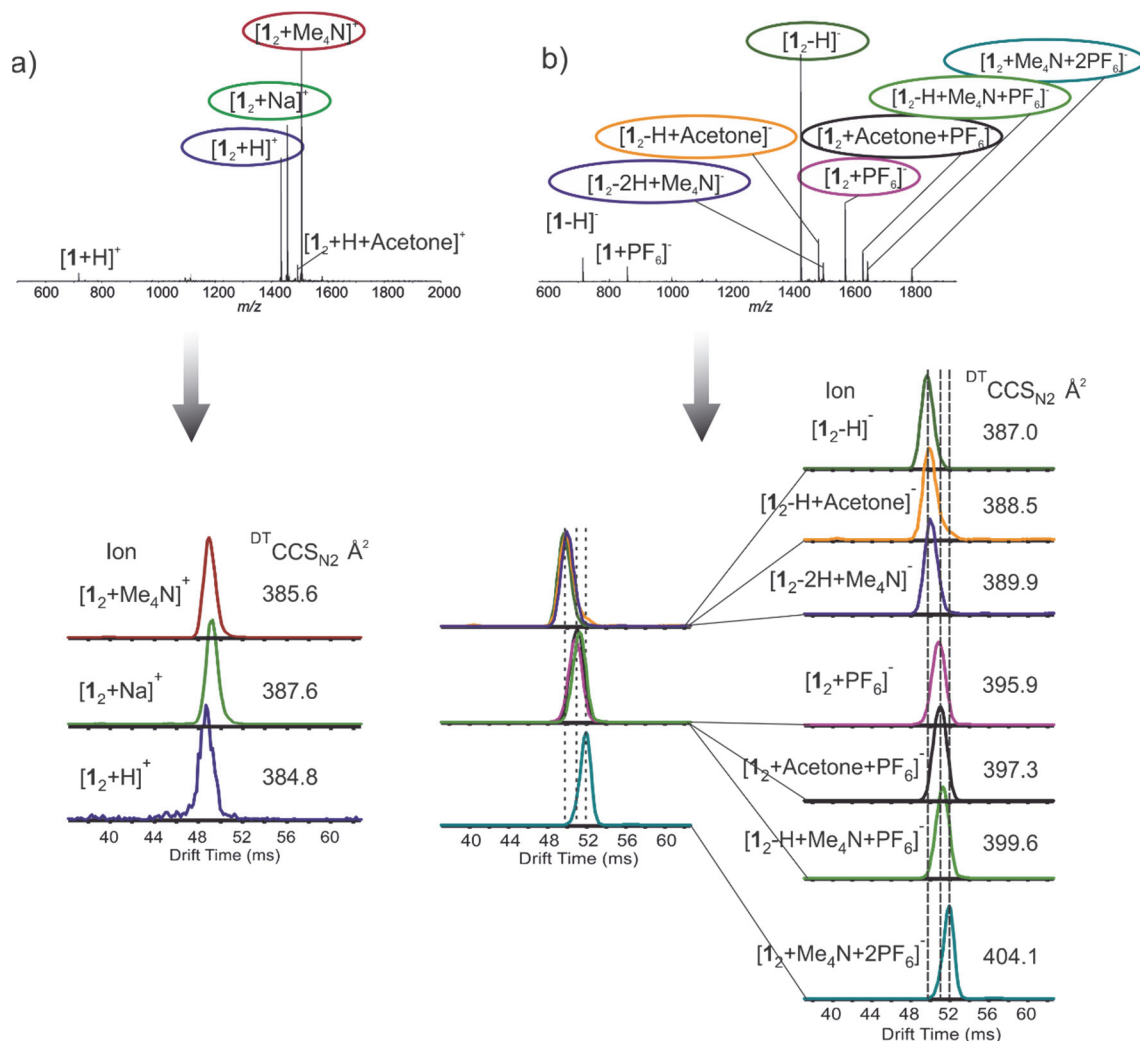 a)
[1₂+Me₄N]⁺
[1₂+Na]⁺
[1₂+H]⁺
[1+H]⁺
[1₂+H+Acetone]⁺
600 800 1000 1200 1400 1600 1800 2000
m/z
b)
[1₂-H]⁻
[1₂+Me₄N+2PF₆]⁻
[1₂-H+Me₄N+PF₆]⁻
[1₂-H+Acetone]⁻
[1₂+Acetone+PF₆]
[1₂-2H+Me₄N]⁻
[1₂+PF₆]⁻
[1-H]⁻
[1+PF₆]⁻
600 800 1000 1200 1400 1600 1800
m/z
Ion ᴰᵀCCS_N2 Å²
[1₂+Me₄N]⁺ 385.6
[1₂+Na]⁺ 387.6
[1₂+H]⁺ 384.8
40 44 48 52 56 60
Drift Time (ms)
40 44 48 52 56 60
Drift Time (ms)
Ion ᴰᵀCCS_N2 Å²
[1₂-H]⁻ 387.0
[1₂-H+Acetone]⁻ 388.5
[1₂-2H+Me₄N]⁻ 389.9
[1₂+PF₆]⁻ 395.9
[1₂+Acetone+PF₆]⁻ 397.3
[1₂-H+Me₄N+PF₆]⁻ 399.6
[1₂+Me₄N+2PF₆]⁻ 404.1
40 44 48 52 56 60
Drift Time (ms)